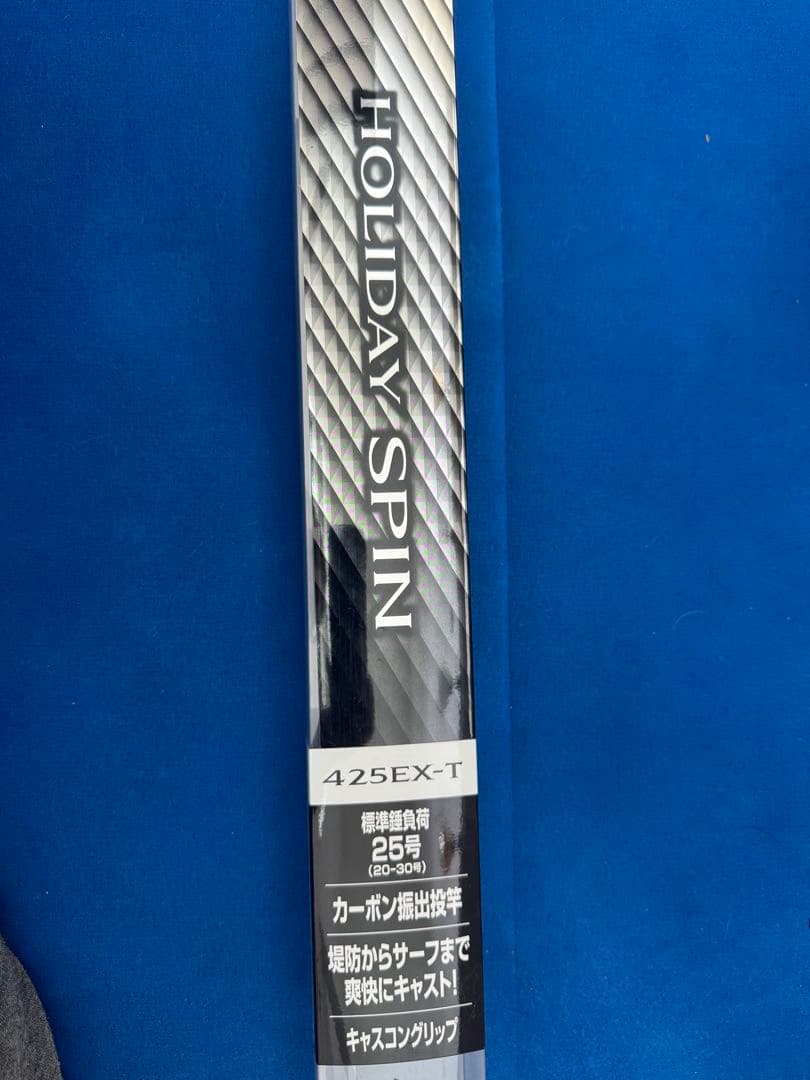 HOLIDAY SPIN
425EX-T
標準錘負荷
25号
(20-30号)
カーボン振出投竿
堤防からサーフまで
爽快にキャスト!
キャスコングリップ